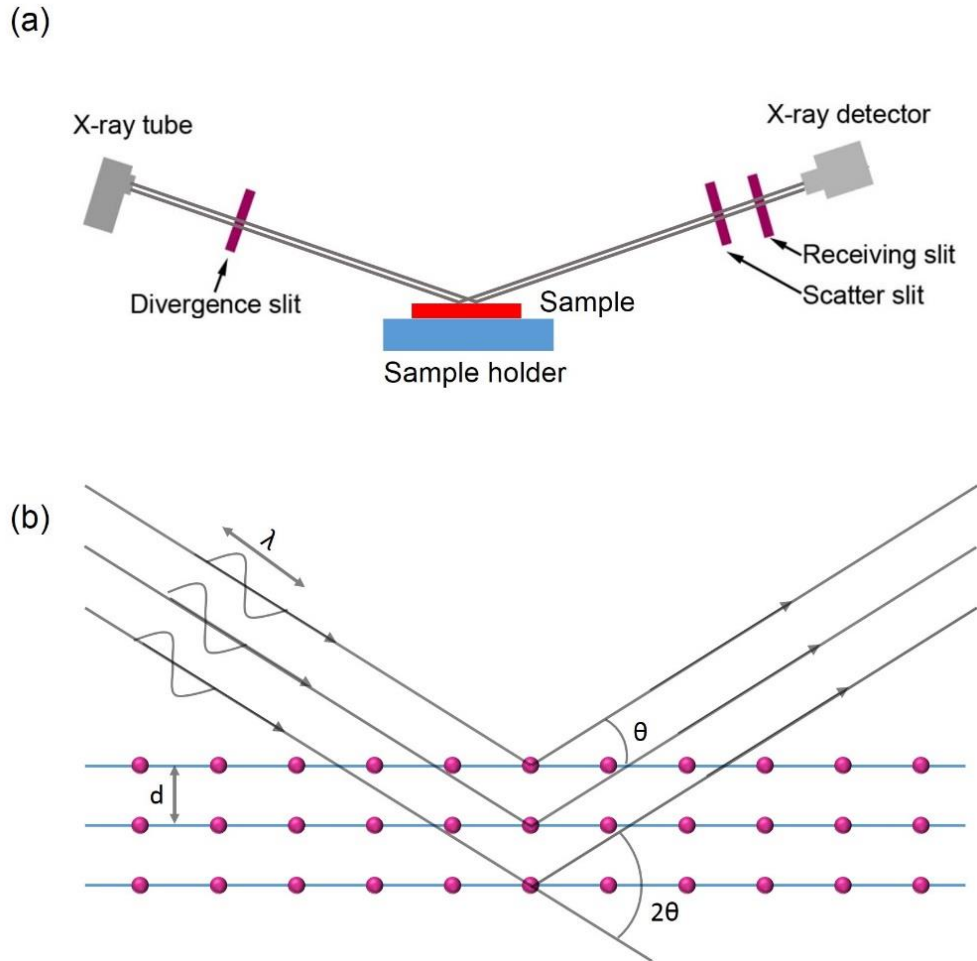 (a)
X-ray tube
X-ray detector
Divergence slit
Receiving slit
Scatter slit
Sample
Sample holder
(b)
λ
θ
d
2θ